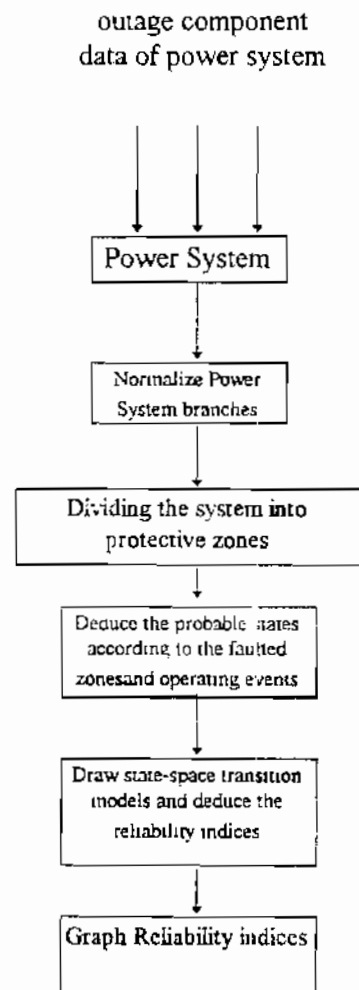 outage component
data of power system
Power System
Normalize Power
System branches
Dividing the system into
protective zones
Deduce the probable states
according to the faulted
zonesand operating events
Draw state-space transition
models and deduce the
reliability indices
Graph Reliability indices